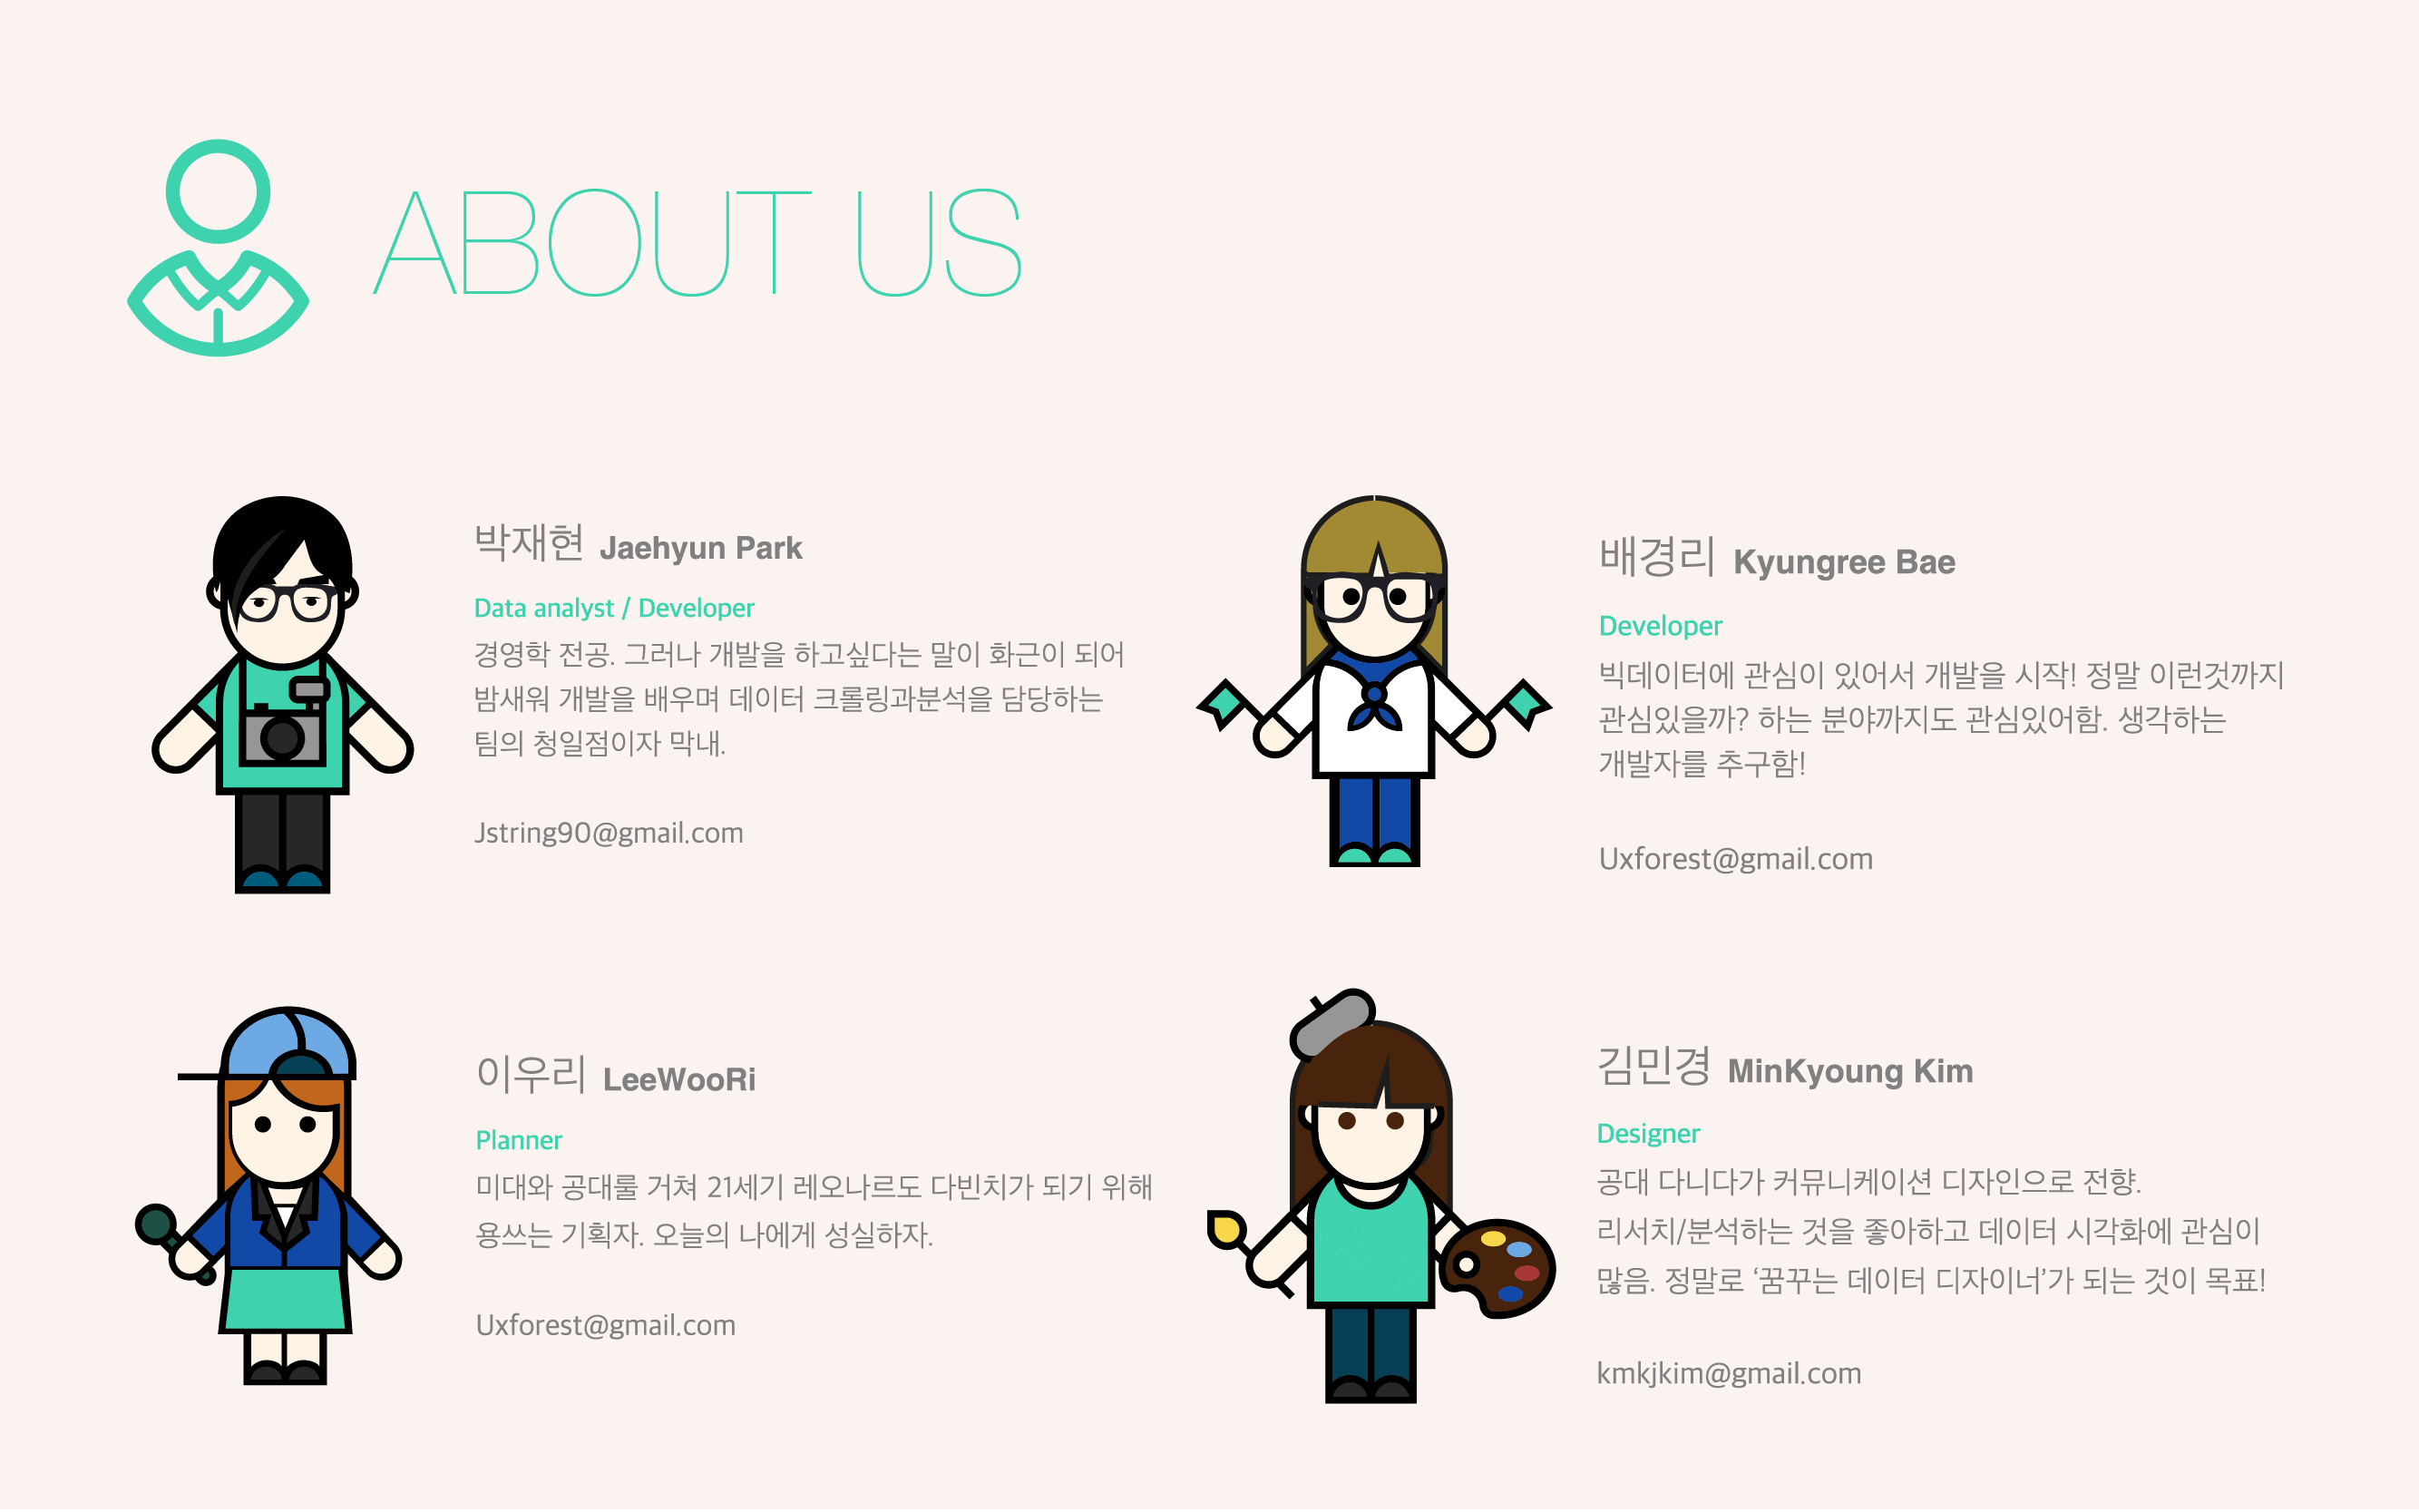 ABOUT US
박재현 Jaehyun Park
Data analyst / Developer
경영학 전공. 그러나 개발을 하고싶다는 말이 화근이 되어
밤새워 개발을 배우며 데이터 크롤링과분석을 담당하는
팀의 청일점이자 막내.
Jstring90@gmail.com
배경리 Kyungree Bae
Developer
빅데이터에 관심이 있어서 개발을 시작! 정말 이런것까지
관심있을까? 하는 분야까지도 관심있어함. 생각하는
개발자를 추구함!
Uxforest@gmail.com
이우리 LeeWooRi
Planner
미대와 공대룰 거쳐 21세기 레오나르도 다빈치가 되기 위해
용쓰는 기획자. 오늘의 나에게 성실하자.
Uxforest@gmail.com
김민경 MinKyoung Kim
Designer
공대 다니다가 커뮤니케이션 디자인으로 전향.
리서치/분석하는 것을 좋아하고 데이터 시각화에 관심이
많음. 정말로 ‘꿈꾸는 데이터 디자이너’가 되는 것이 목표!
kmkjkim@gmail.com